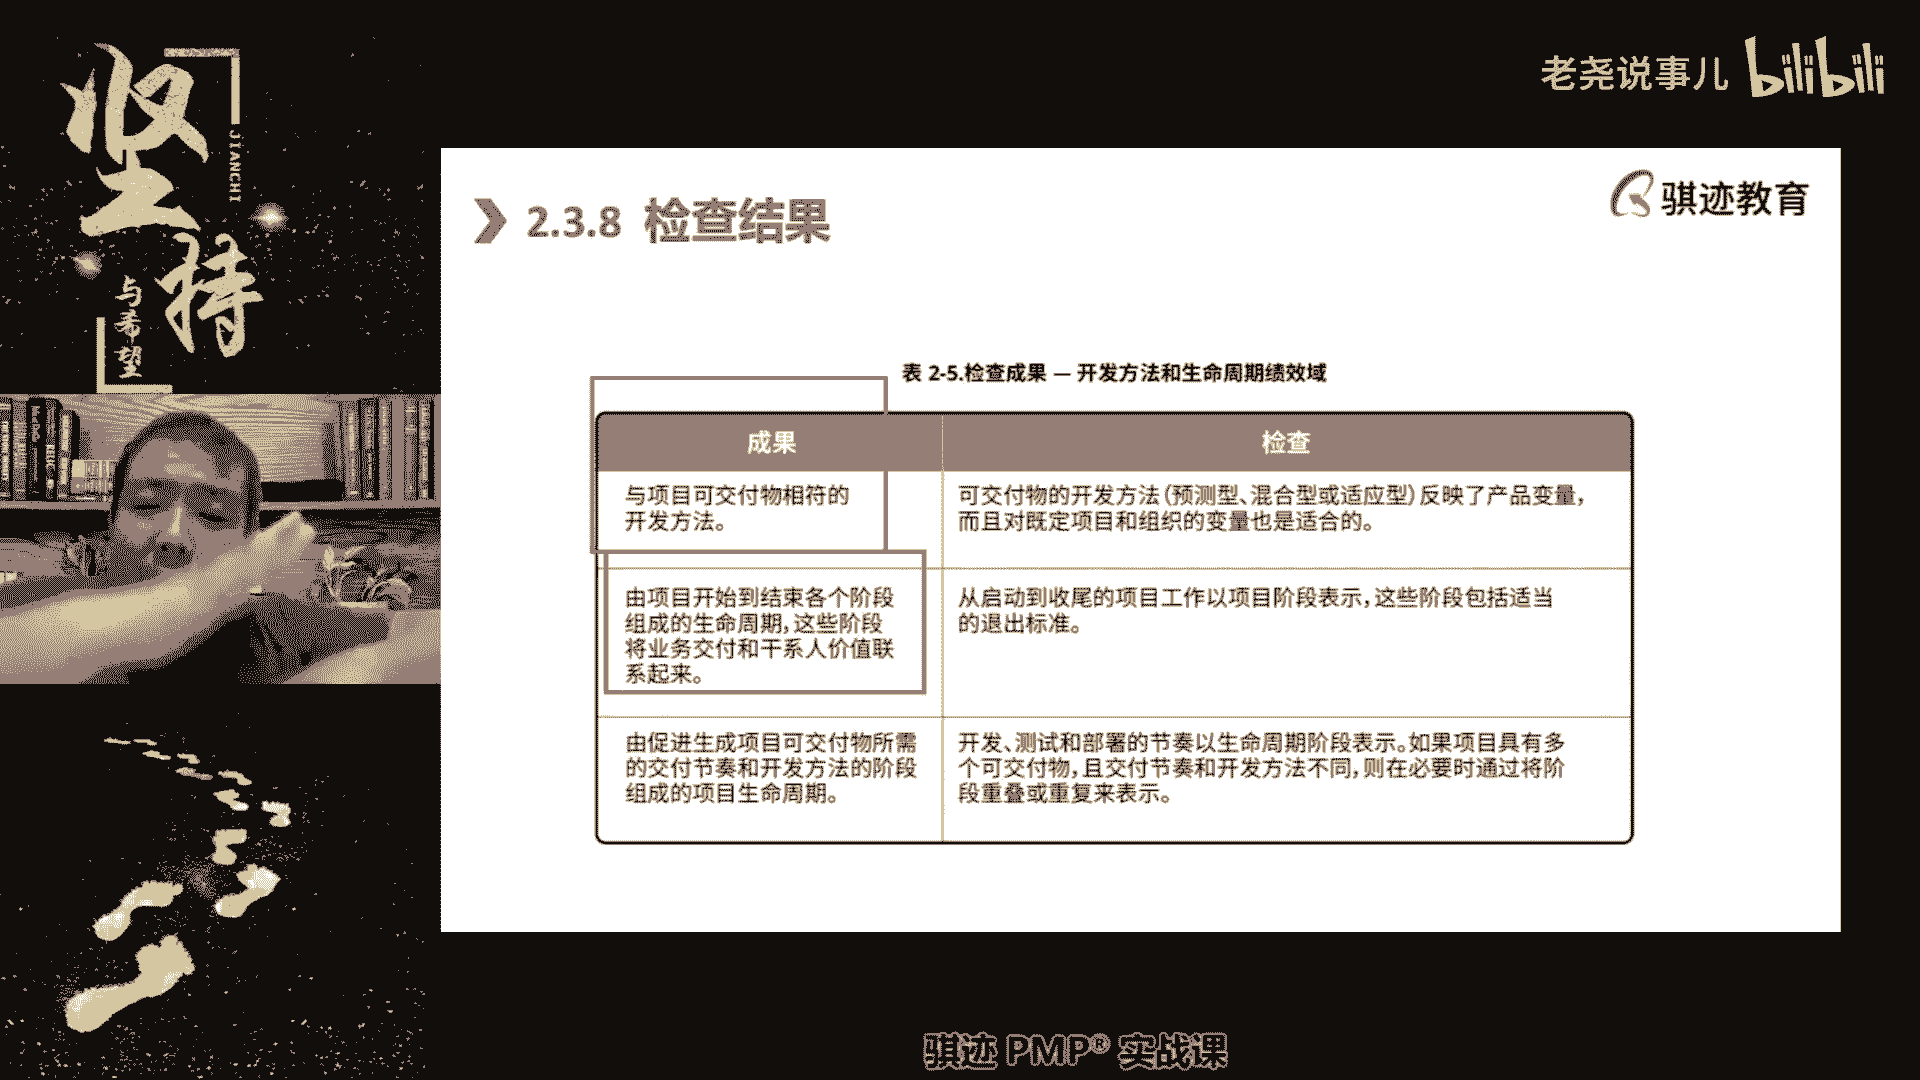 坚持
JIANCHI
与希望
老尧说事儿 bilibili
骐迹教育
2.3.8 检查结果
表 2-5.检查成果 — 开发方法和生命周期绩效域
成果
检查
与项目可交付物相符的
开发方法。
可交付物的开发方法（预测型、混合型或适应型）反映了产品变量，
而且对既定项目和组织的变量也是适合的。
由项目开始到结束各个阶段
组成的生命周期，这些阶段
将业务交付和干系人价值联
系起来。
从启动到收尾的项目工作以项目阶段表示，这些阶段包括适当
的退出标准。
由促进生成项目可交付物所需
的交付节奏和开发方法的阶段
组成的项目生命周期。
开发、测试和部署的节奏以生命周期阶段表示。如果项目具有多
个可交付物，且交付节奏和开发方法不同，则在必要时通过将阶
段重叠或重复来表示。
骐迹 PMP® 实战课